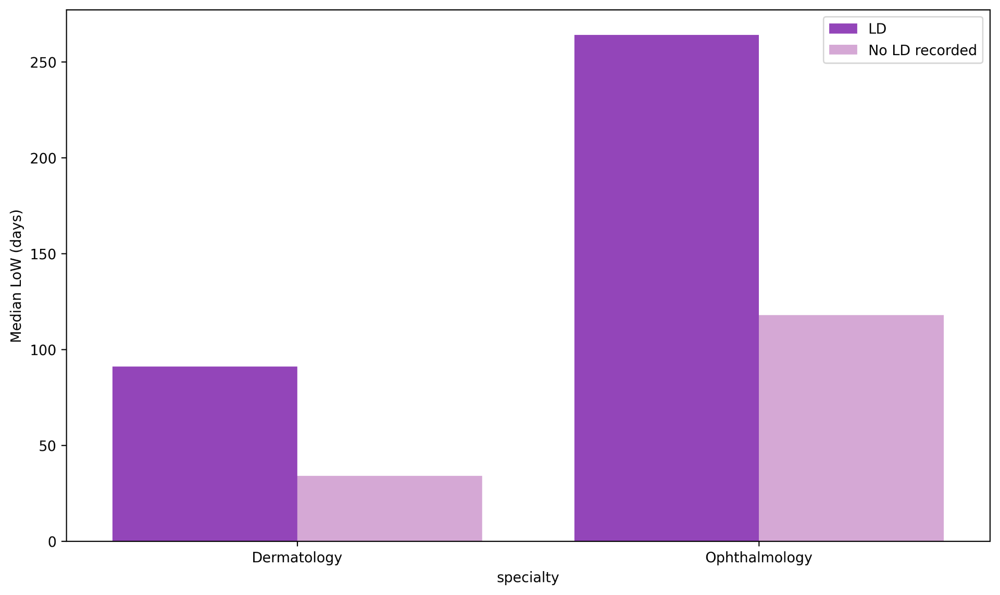 LD
No LD recorded
250
200
150
100
50
0
Median LoW (days)
Dermatology
Ophthalmology
specialty